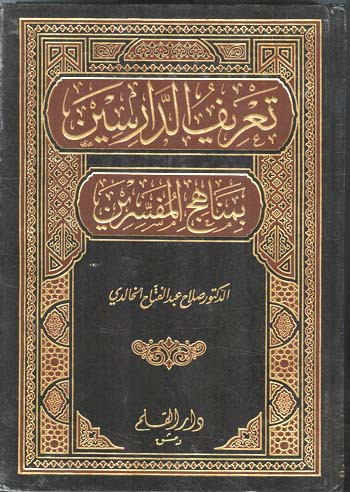 تعريف الدارسين
بمناهج المفسرين
الدكتور صلاح عبد الفتاح الخالدي
دار القلم
دمشق